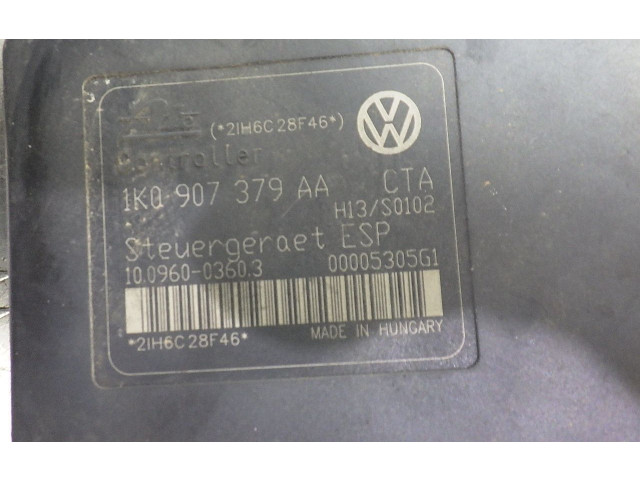 (*2IH6C28F46*)
Controller
1K0 907 379 AA CTA
H13/S0102
Steuergeraet ESP
10.0960-0360.3 00005305G1
*2IH6C28F46* MADE IN HUNGARY